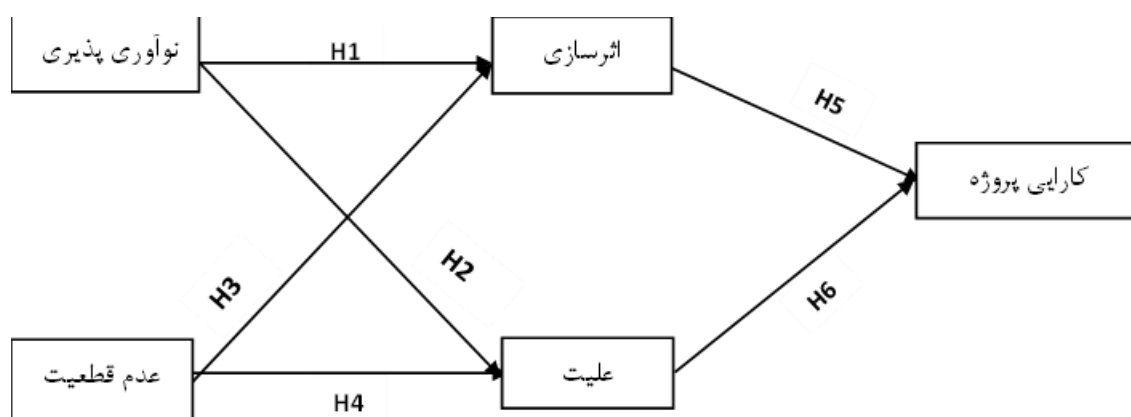 نوآوری پذیری
H1
اثرسازی
H5
کارایی پروژه
H3
H2
H6
عدم قطعیت
H4
علیت